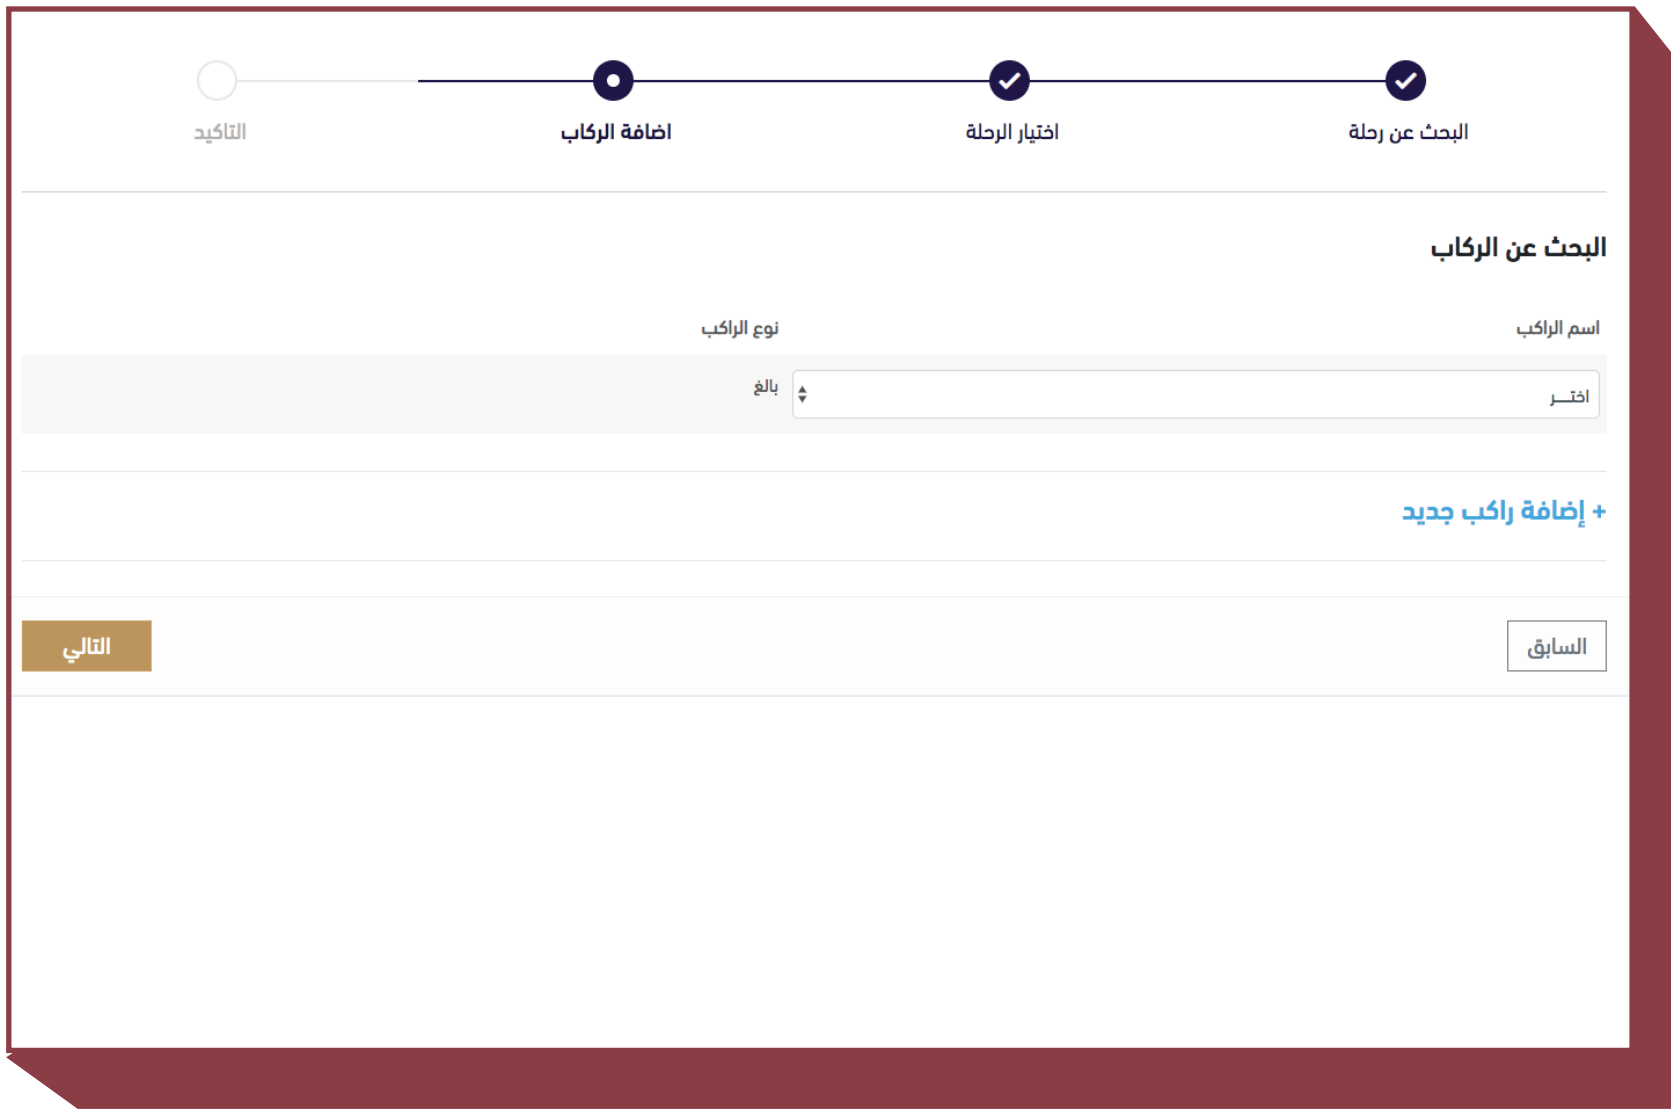 البحث عن رحلة
اختيار الرحلة
اضافة الركاب
التاكيد
البحث عن الركاب
اسم الراكب
نوع الراكب
اختــر
بالغ
+ إضافة راكب جديد
السابق
التالي